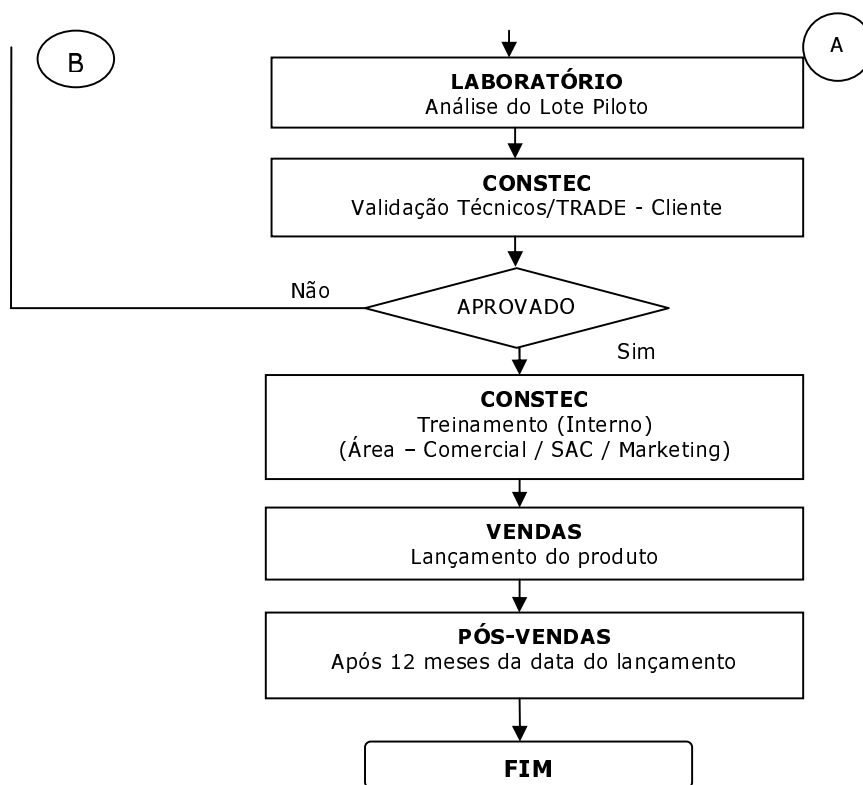 B
A
LABORATÓRIO
Análise do Lote Piloto
CONSTEC
Validação Técnicos/TRADE - Cliente
Não
APROVADO
Sim
CONSTEC
Treinamento (Interno)
(Área – Comercial / SAC / Marketing)
VENDAS
Lançamento do produto
PÓS-VENDAS
Após 12 meses da data do lançamento
FIM